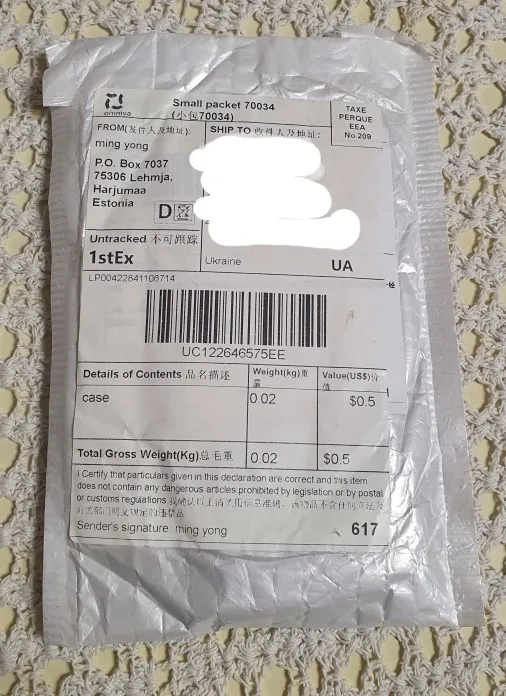 omniva
Small packet 70034
(小包70034)
TAXE
PERQUE
EEA
No.209
FROM(发件人及地址):
ming yong
P.O. Box 7037
75306 Lehmja,
Harjumaa
Estonia
D
SHIP TO 收件人及地址:
Ukraine
UA
Untracked 不可跟踪
1stEx
LP00422841106714
UC122646575EE
Details of Contents 品名描述
Weight(kg)重
量
Value(US$)价
值
case
0.02
$0.5
Total Gross Weight(Kg)总毛重
0.02
$0.5
I Certify that particulars given in this declaration are correct and this item
does not contain any dangerous articles prohibited by legislation or by postal
or customs regulations
Sender's signature: ming yong
617